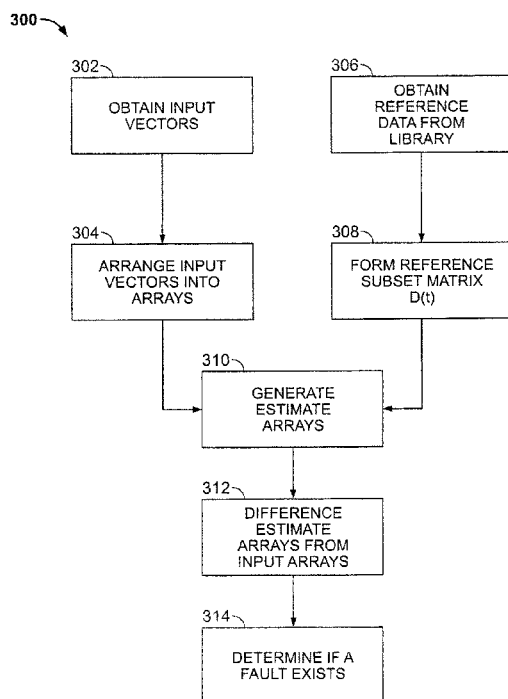 300
302
OBTAIN INPUT
VECTORS
306
OBTAIN
REFERENCE
DATA FROM
LIBRARY
304
ARRANGE INPUT
VECTORS INTO
ARRAYS
308
FORM REFERENCE
SUBSET MATRIX
D(t)
310
GENERATE
ESTIMATE
ARRAYS
312
DIFFERENCE
ESTIMATE
ARRAYS FROM
INPUT ARRAYS
314
DETERMINE IF A
FAULT EXISTS